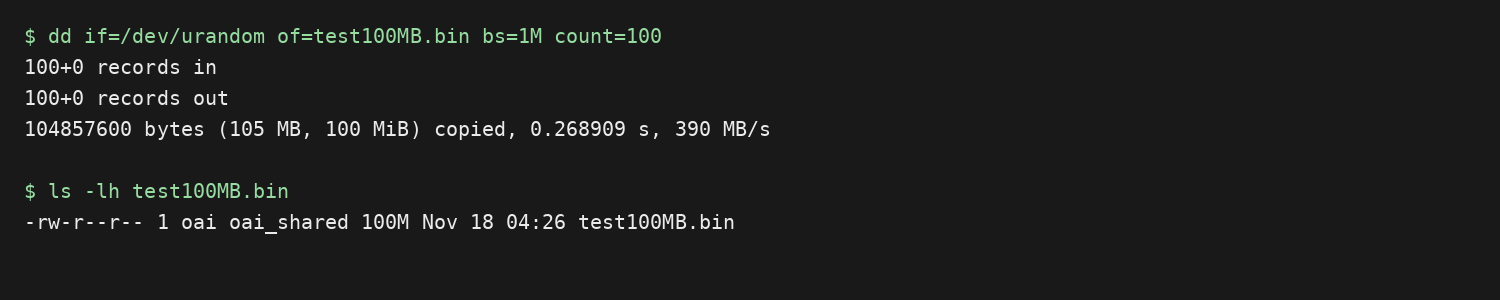 $ dd if=/dev/urandom of=test100MB.bin bs=1M count=100
100+0 records in
100+0 records out
104857600 bytes (105 MB, 100 MiB) copied, 0.268909 s, 390 MB/s
$ ls -lh test100MB.bin
-rw-r--r-- 1 oai oai_shared 100M Nov 18 04:26 test100MB.bin